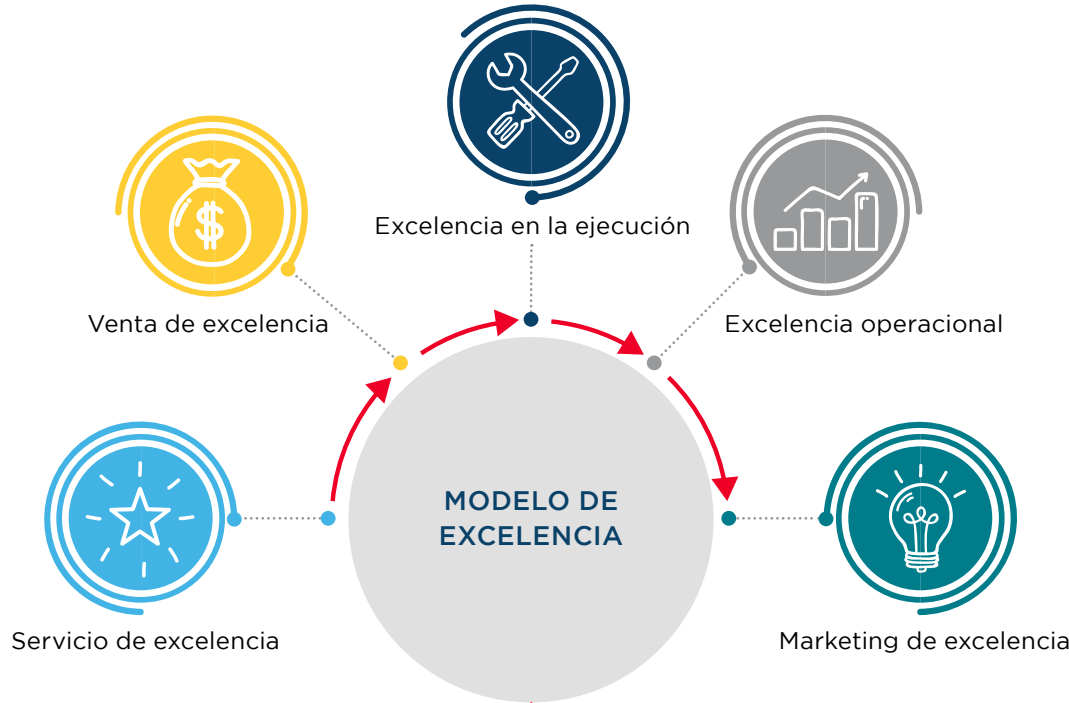 Excelencia en la ejecución
Venta de excelencia
Excelencia operacional
MODELO DE
EXCELENCIA
Servicio de excelencia
Marketing de excelencia
$